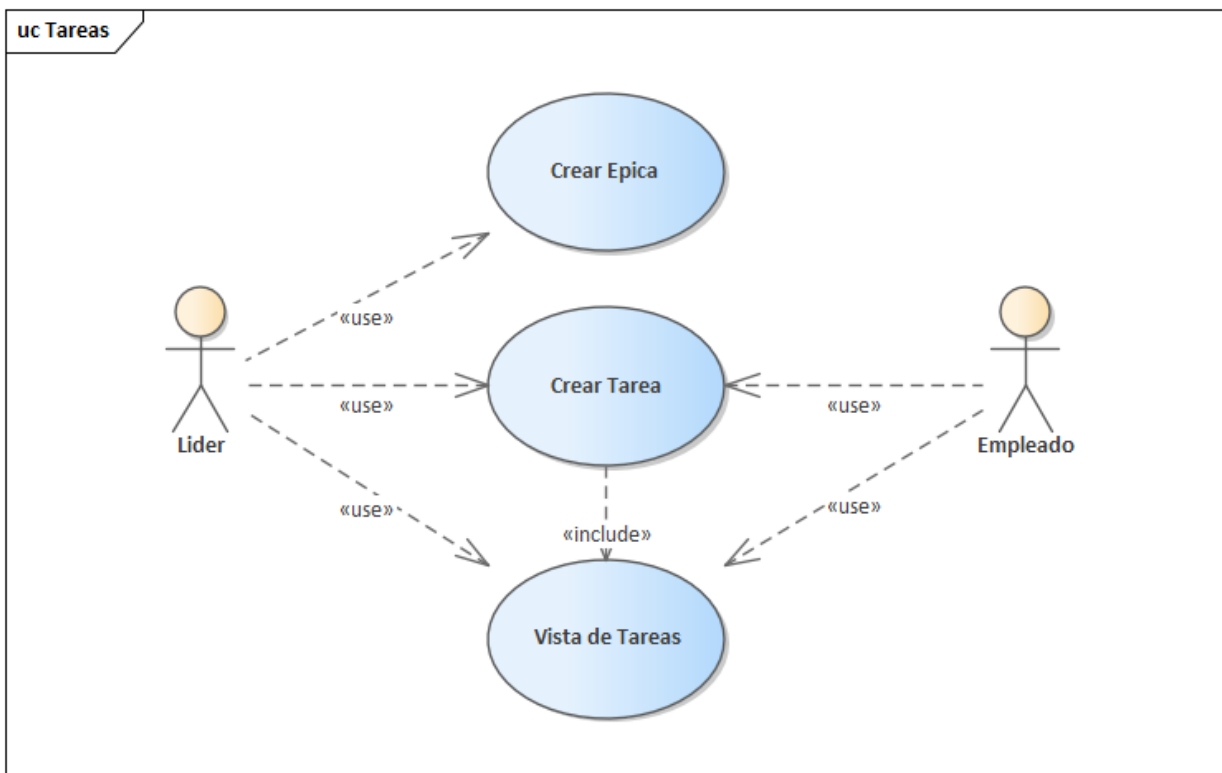 uc Tareas
Crear Epica
«use»
Crear Tarea
«use»
«use»
Lider
Empleado
«use»
«use»
«include»
Vista de Tareas